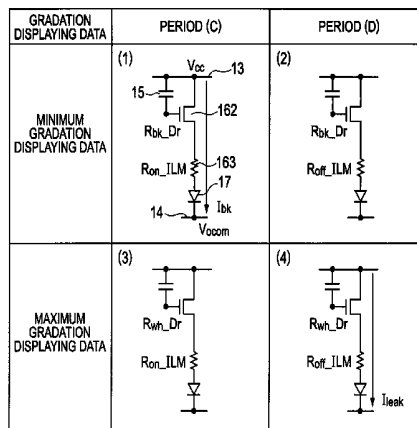 GRADATION
DISPLAYING DATA
PERIOD (C)
PERIOD (D)
MINIMUM
GRADATION
DISPLAYING DATA
(1)
Vcc
13
15
162
Rbk_Dr
163
Ron_ILM
17
14
Ibk
Vocom
(2)
Rbk_Dr
Roff_ILM
MAXIMUM
GRADATION
DISPLAYING DATA
(3)
Rwh_Dr
Ron_ILM
(4)
Rwh_Dr
Roff_ILM
Ileak